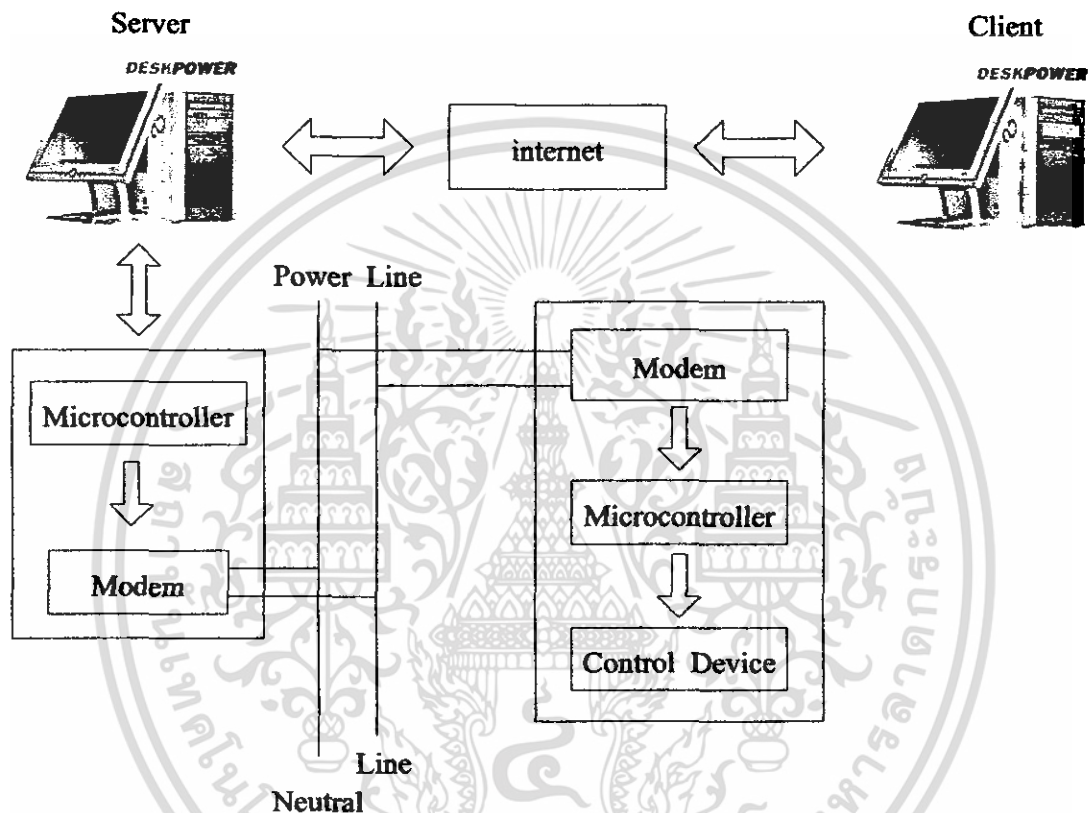 Server
Client
DESKPOWER
DESKPOWER
internet
Power Line
Microcontroller
Modem
Modem
Microcontroller
Control Device
Line
Neutral